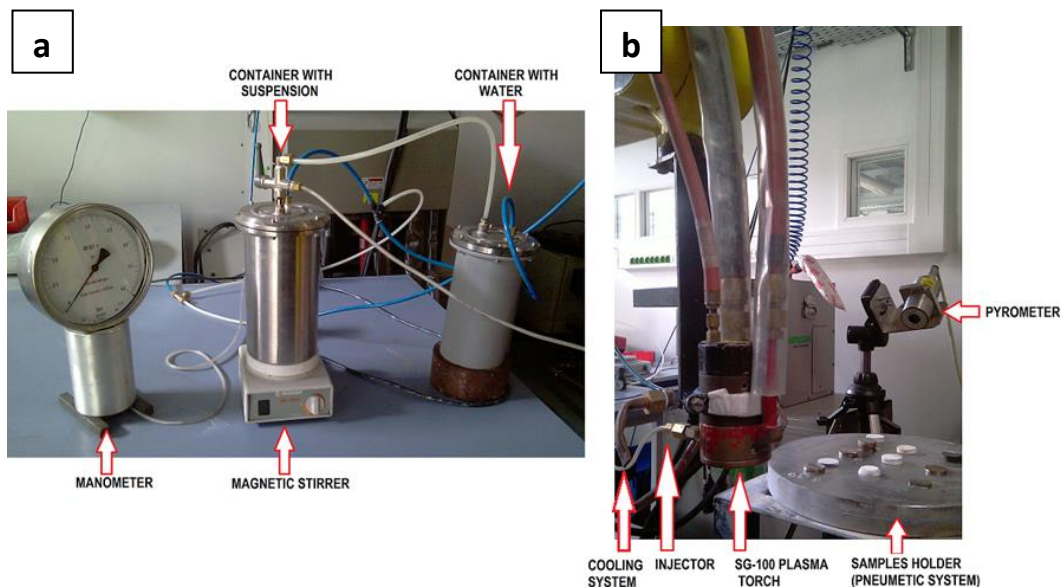 a
CONTAINER WITH
SUSPENSION
CONTAINER WITH
WATER
MANOMETER
MAGNETIC STIRRER
b
PYROMETER
COOLING
SYSTEM
INJECTOR
SG-100 PLASMA
TORCH
SAMPLES HOLDER
(PNEUMETIC SYSTEM)